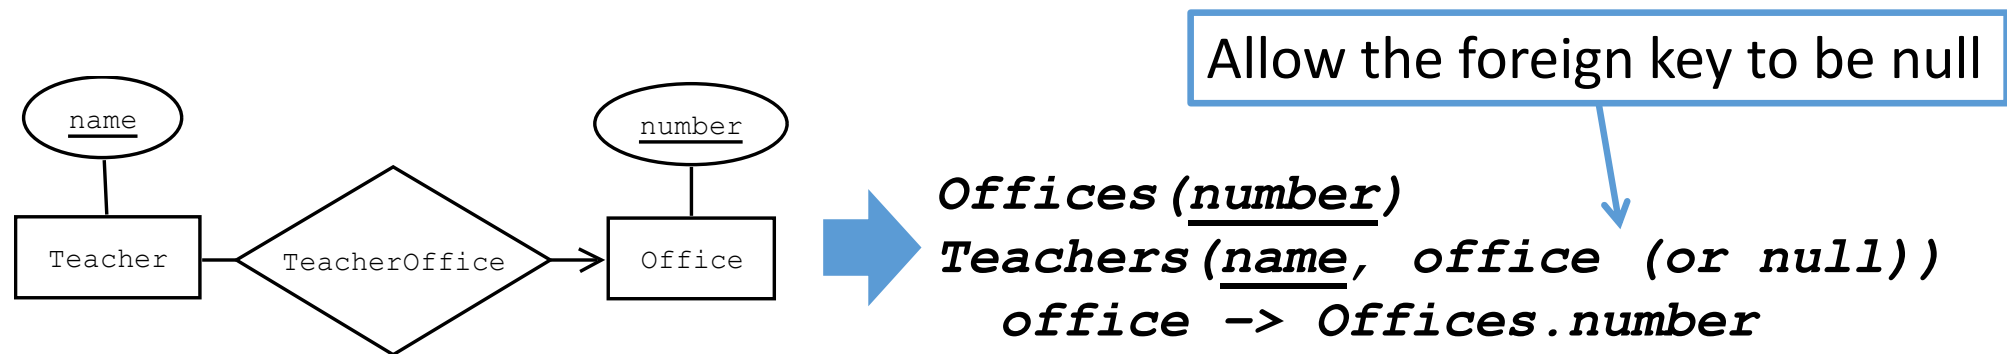 Allow the foreign key to be null
name
number
Teacher
TeacherOffice
Office
Offices(number)
Teachers(name, office (or null))
office -> Offices.number